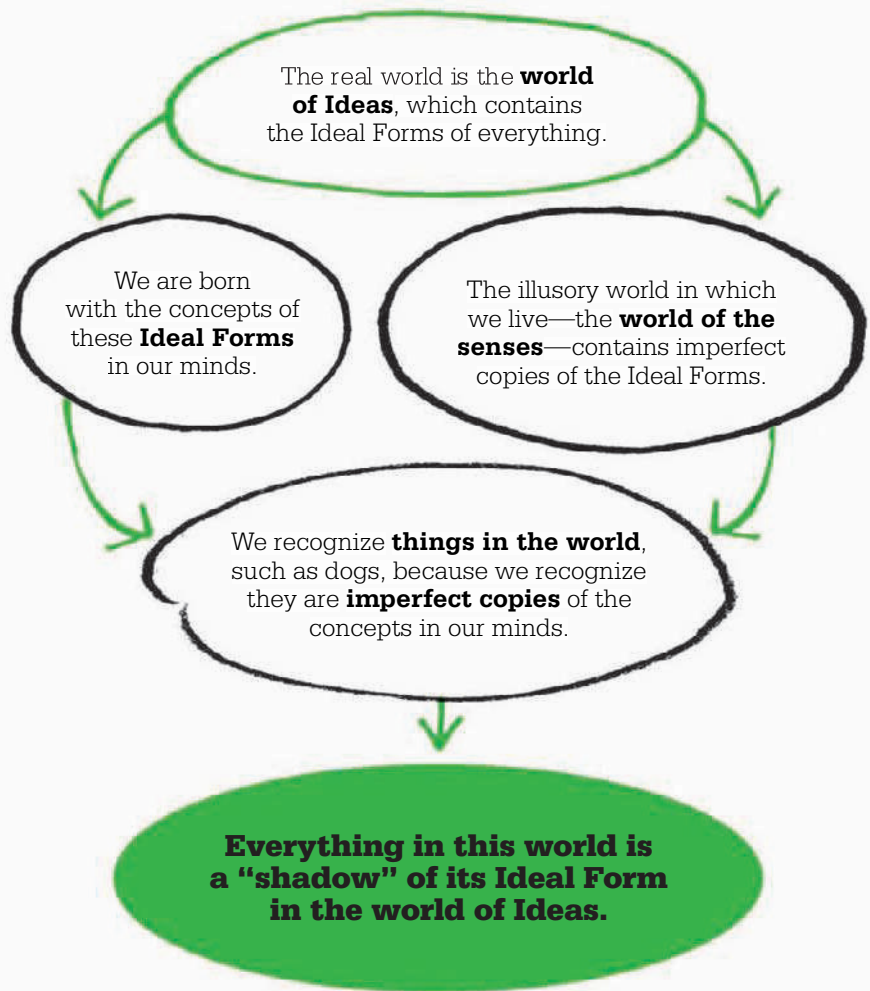 The real world is the world
of Ideas, which contains
the Ideal Forms of everything.
We are born
with the concepts of
these Ideal Forms
in our minds.
The illusory world in which
we live—the world of the
senses—contains imperfect
copies of the Ideal Forms.
We recognize things in the world,
such as dogs, because we recognize
they are imperfect copies of the
concepts in our minds.
Everything in this world is
a “shadow” of its Ideal Form
in the world of Ideas.